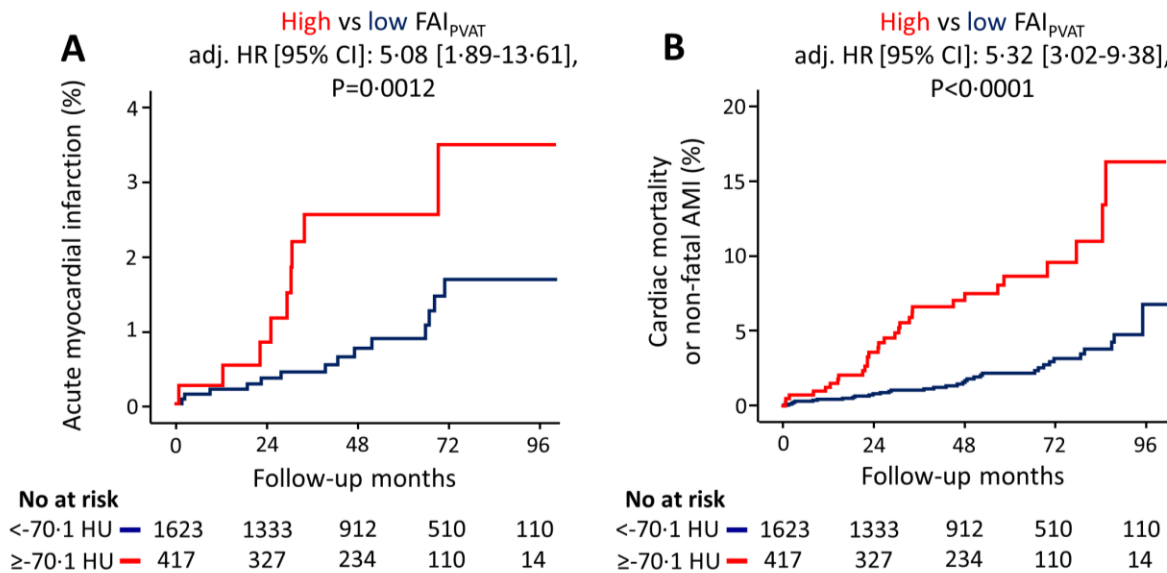 A
High vs low FAIPVAT
adj. HR [95% CI]: 5·08 [1·89-13·61],
P=0·0012
Acute myocardial infarction (%)
4
3
2
1
0
0 24 48 72 96
Follow-up months
No at risk
<-70·1 HU 1623 1333 912 510 110
≥-70·1 HU 417 327 234 110 14
B
High vs low FAIPVAT
adj. HR [95% CI]: 5·32 [3·02-9·38],
P<0·0001
Cardiac mortality
or non-fatal AMI (%)
20
15
10
5
0
0 24 48 72 96
Follow-up months
No at risk
<-70·1 HU 1623 1333 912 510 110
≥-70·1 HU 417 327 234 110 14